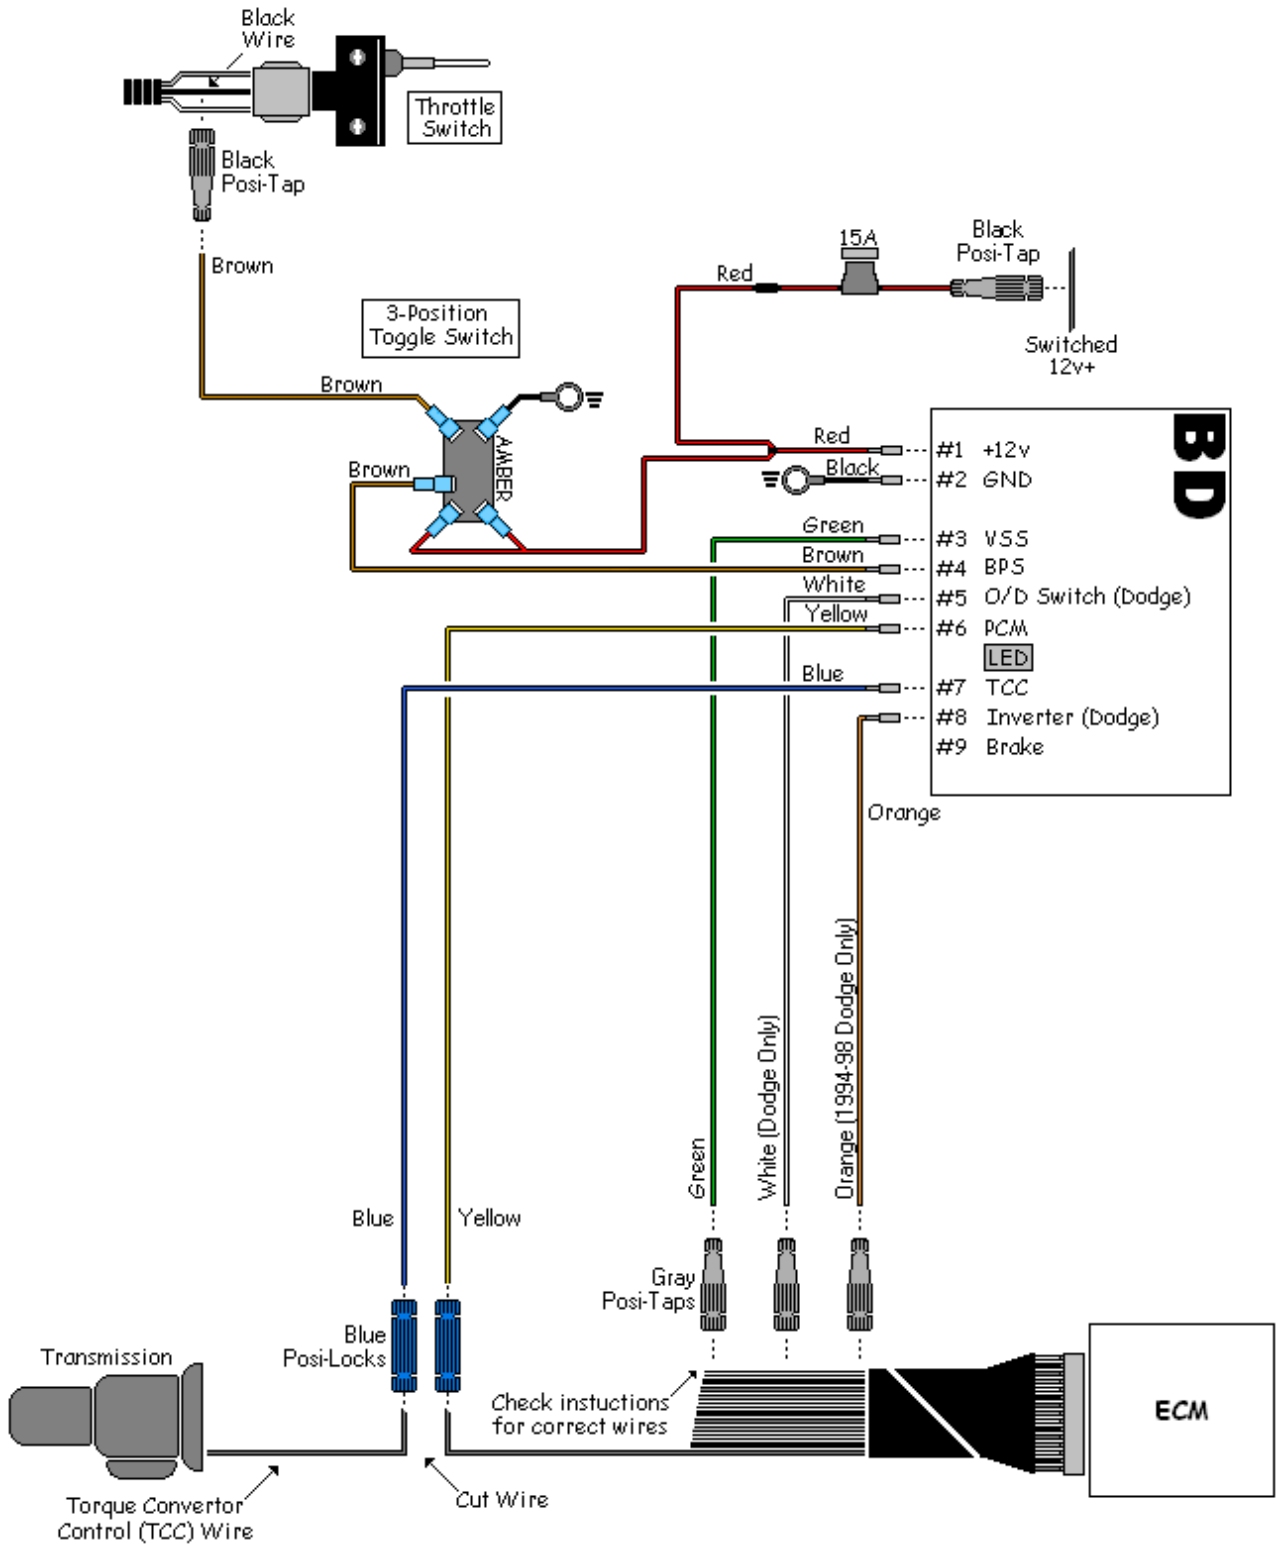 Black
Wire
Throttle
Switch
Black
Posi-Tap
Brown
15A
Black
Posi-Tap
Red
Switched
12v+
3-Position
Toggle Switch
Brown
AMBER
Brown
BD
Red
#1 +12v
Black
#2 GND
Green
#3 VSS
Brown
#4 BPS
White
#5 O/D Switch (Dodge)
Yellow
#6 PCM
LED
Blue
#7 TCC
#8 Inverter (Dodge)
#9 Brake
Orange
Green
White (Dodge Only)
Orange (1994-98 Dodge Only)
Blue
Yellow
Gray
Posi-Taps
Blue
Posi-Locks
Transmission
Check instuctions
for correct wires
ECM
Cut Wire
Torque Convertor
Control (TCC) Wire